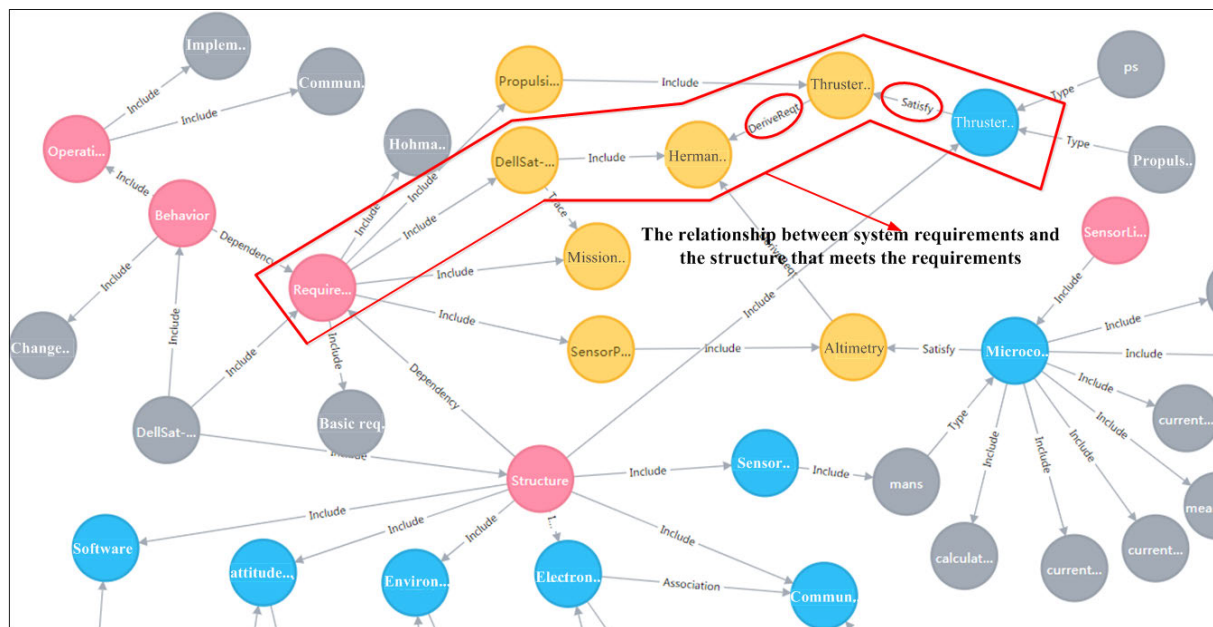 Implem..
Commun..
Include
Include
Operati...
Include
Behavior
Include
Change..
Include
Dependency
DellSat-...
Include
Include
Propulsi...
Include
Thruster..
DeriveReqt
Satisfy
Thruster..
Type
ps
Type
Propuls..
Hohma..
Include
Include
Include
DellSat-...
Include
Herman..
Trace
Mission..
Include
Require...
Include
SensorP...
Include
Basic req.
Include
Altimetry
DeriveReqt
The relationship between system requirements and
the structure that meets the requirements
Include
SensorLi...
Include
Microco..
Satisfy
Include
Include
Include
current...
Include
mea
Include
current...
Include
current...
Include
calculat...
Type
mans
Dependency
Structure
Include
Sensor..
Include
Include
Software
Include
attitude..
Include
Environ..
I...
Electron..
Association
Include
Commun..